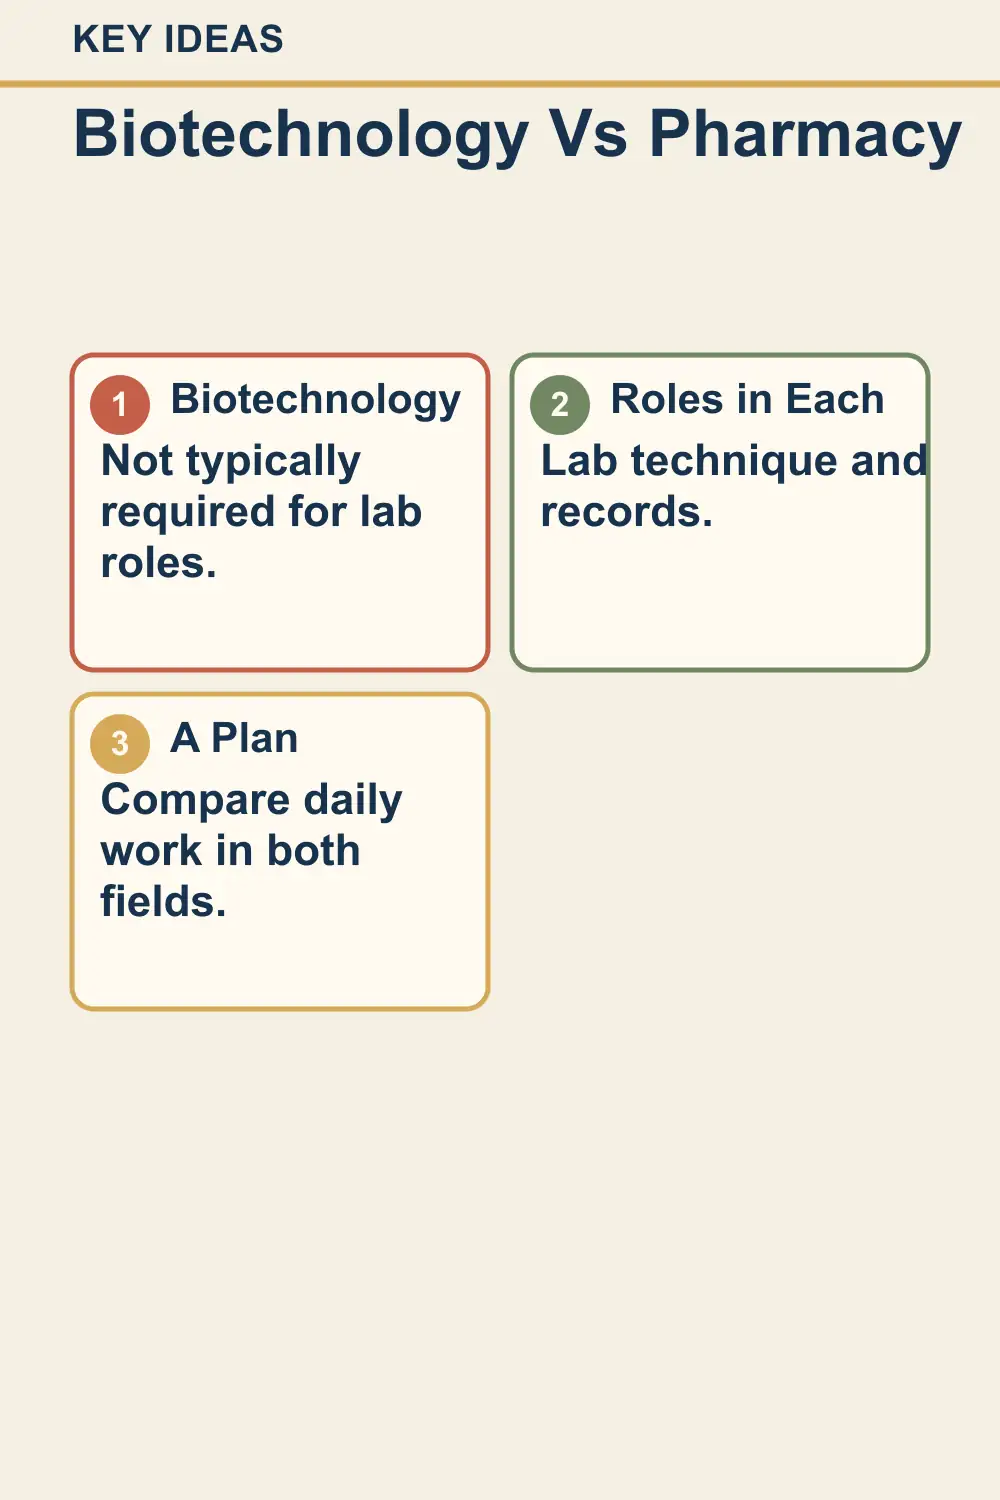 KEY IDEAS
Biotechnology Vs Pharmacy
1 Biotechnology
Not typically
required for lab
roles.
2 Roles in Each
Lab technique and
records.
3 A Plan
Compare daily
work in both
fields.